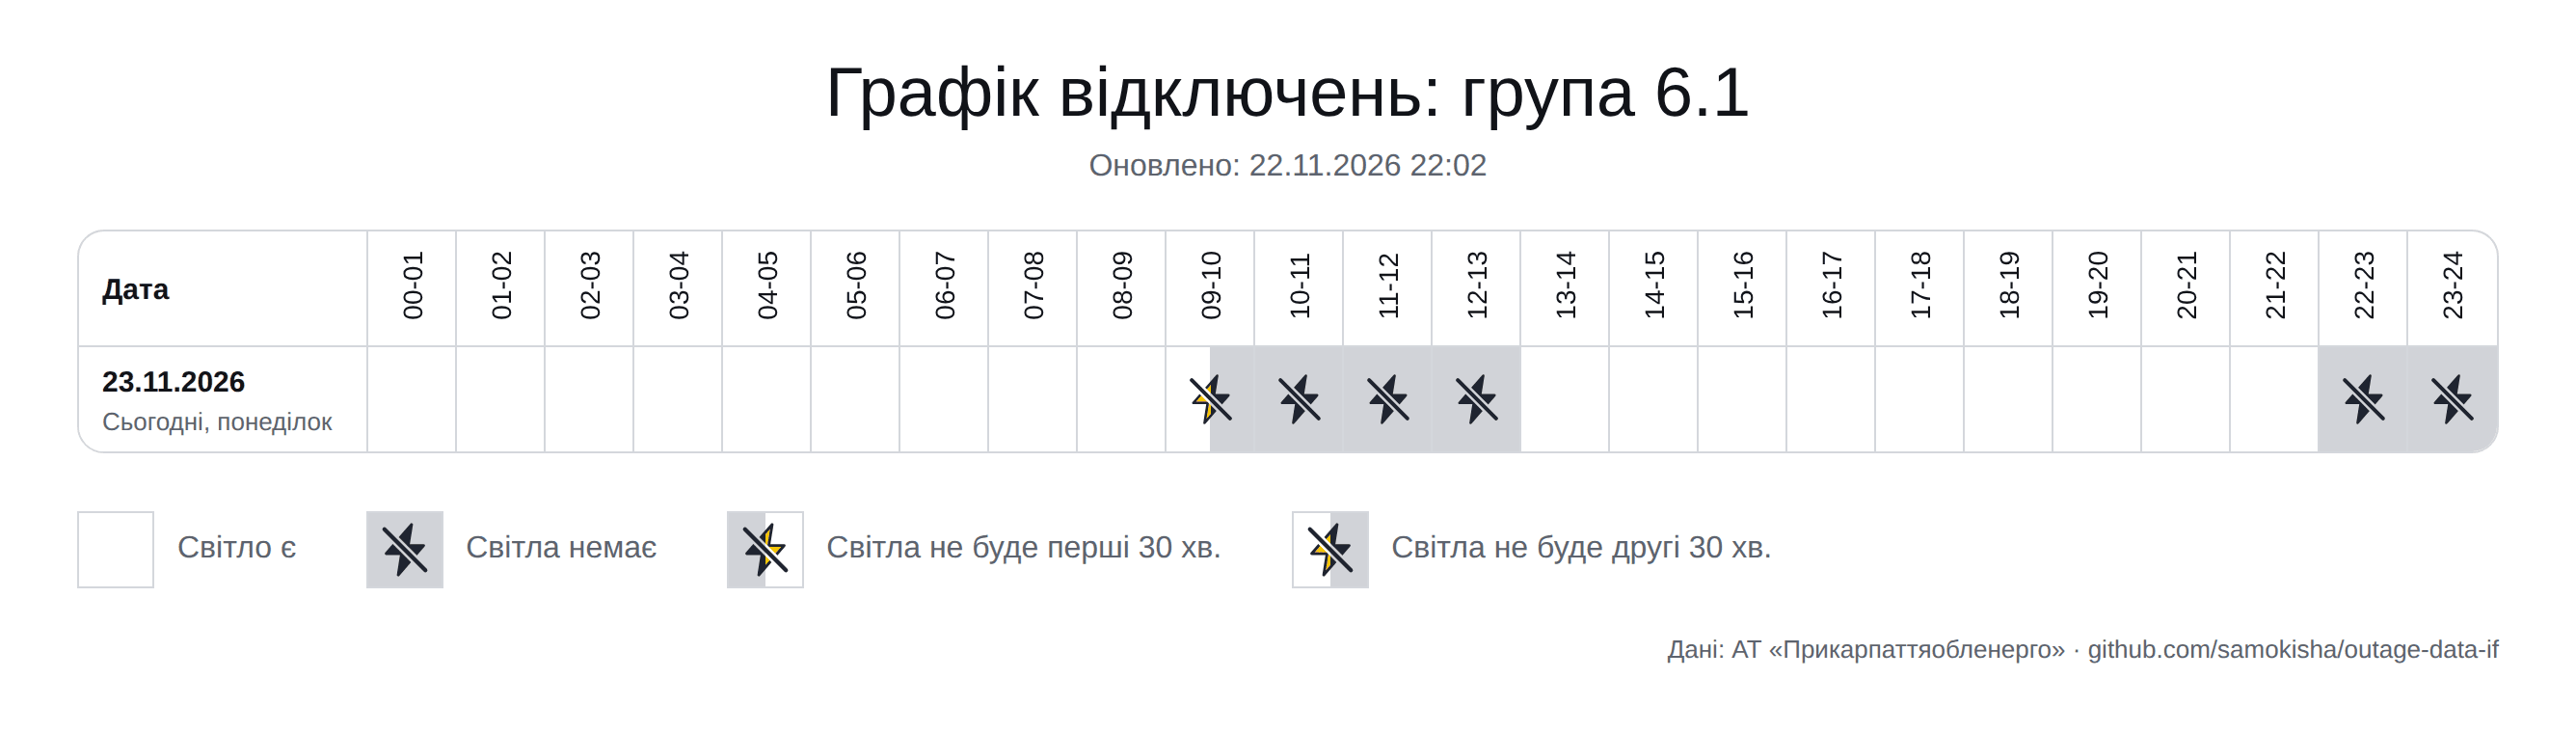 Графік відключень: група 6.1
Оновлено: 22.11.2026 22:02
Дата 00-01 01-02 02-03 03-04 04-05 05-06 06-07 07-08 08-09 09-10 10-11 11-12 12-13 13-14 14-15 15-16 16-17 17-18 18-19 19-20 20-21 21-22 22-23 23-24
23.11.2026
Сьогодні, понеділок
Світло є Світла немає Світла не буде перші 30 хв. Світла не буде другі 30 хв.
Дані: АТ «Прикарпаттяобленерго» · github.com/samokisha/outage-data-if